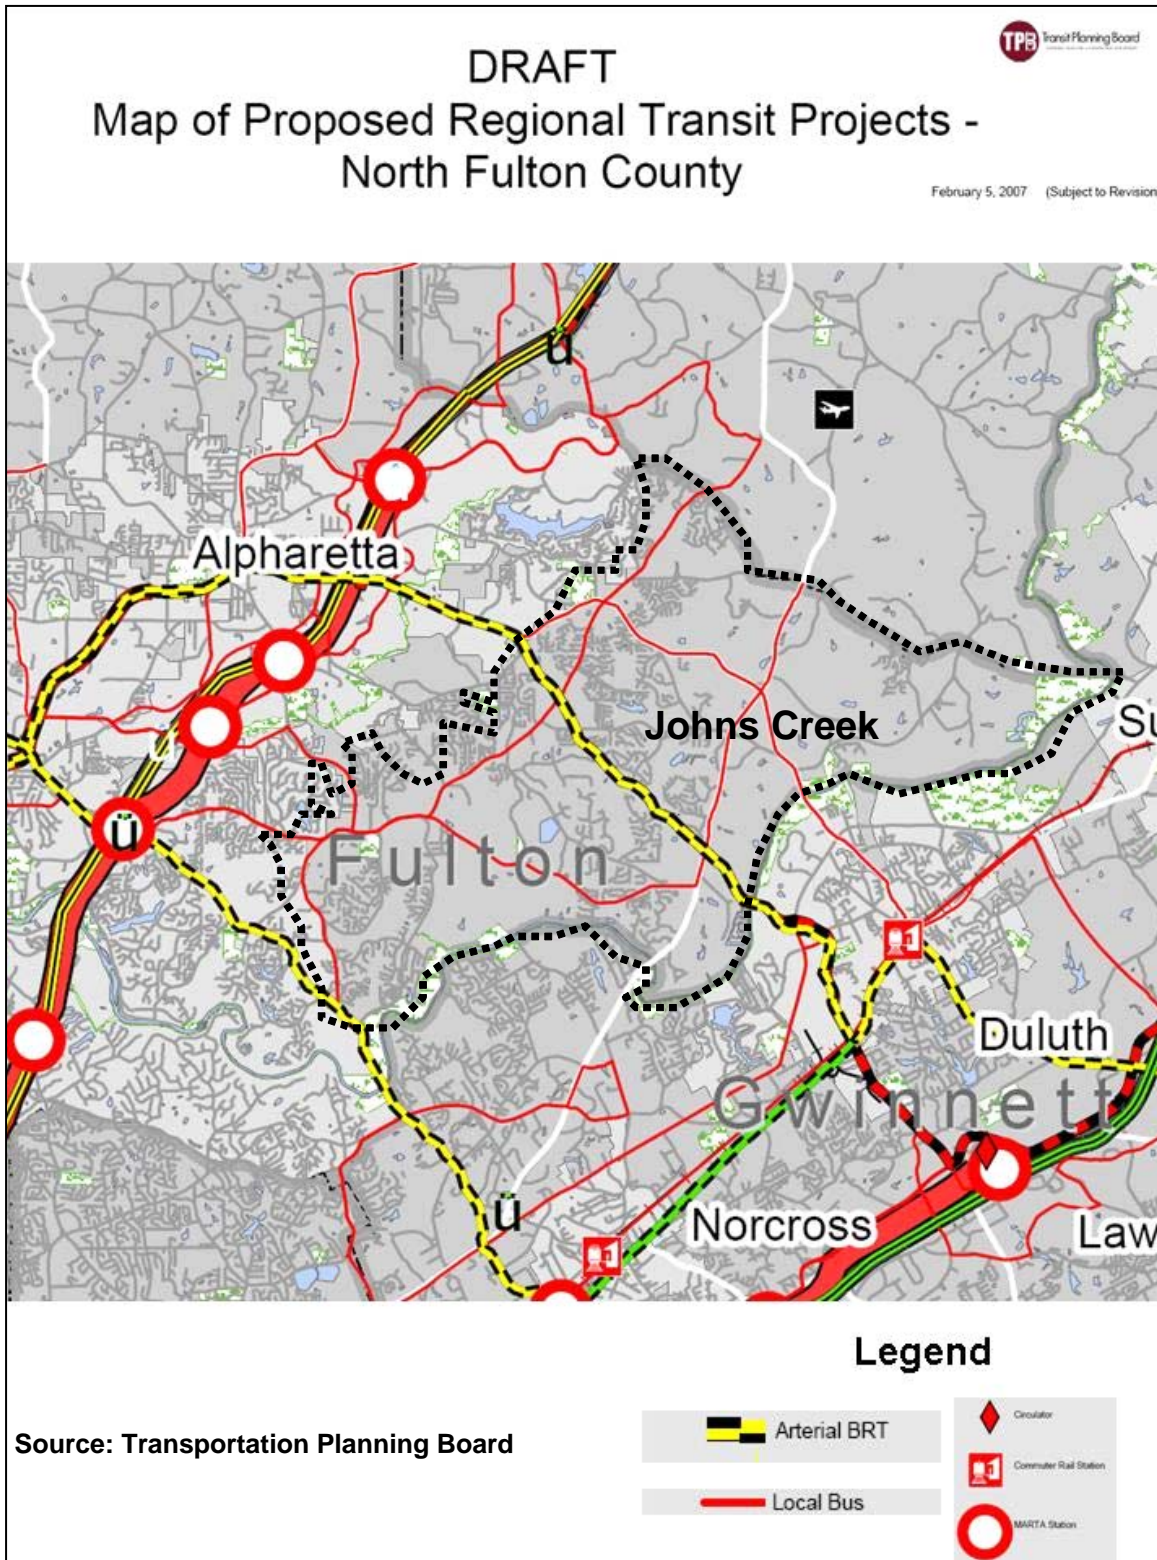 TPB Transit Planning Board
DRAFT
Map of Proposed Regional Transit Projects -
North Fulton County
February 5, 2007 (Subject to Revision
ü
Alpharetta
Johns Creek
Su
ü
Fulton
Duluth
Gwinnett
ü
Norcross
Law
Legend
Source: Transportation Planning Board
Arterial BRT
Local Bus
Circulator
Commuter Rail Station
MARTA Station